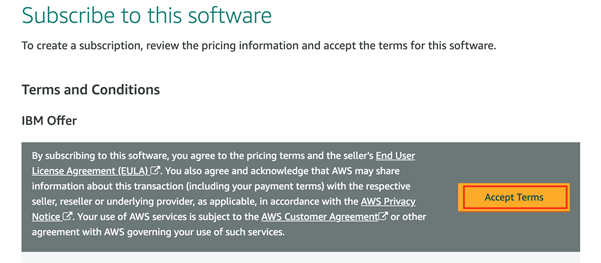 Subscribe to this software
To create a subscription, review the pricing information and accept the terms for this software.
Terms and Conditions
IBM Offer
By subscribing to this software, you agree to the pricing terms and the seller's End User
License Agreement (EULA). You also agree and acknowledge that AWS may share
information about this transaction (including your payment terms) with the respective
seller, reseller or underlying provider, as applicable, in accordance with the AWS Privacy
Notice. Your use of AWS services is subject to the AWS Customer Agreement or other
agreement with AWS governing your use of such services.
Accept Terms